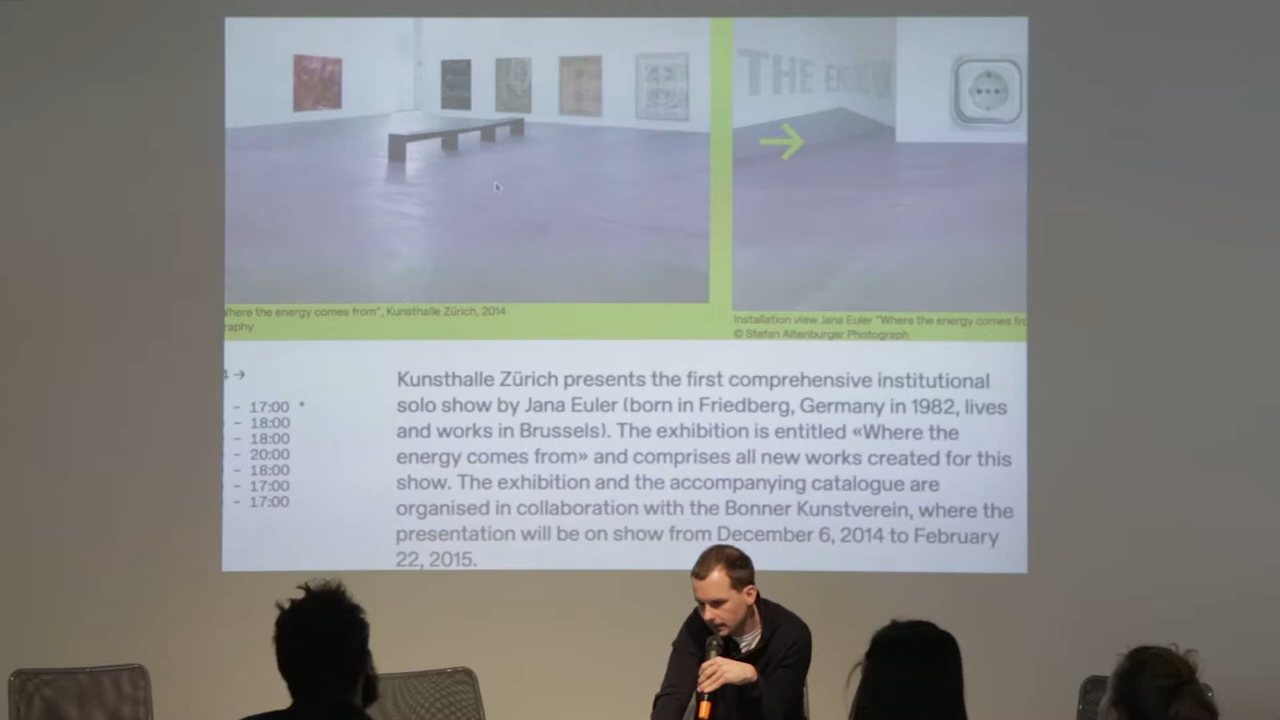 THE
→
here the energy comes from", Kunsthalle Zürich, 2014
raphy
Installation view Jana Euler "Where the energy comes fr
© Stefan Altenburger Photograph
4 →
- 17:00 *
- 18:00
- 18:00
- 20:00
- 18:00
- 17:00
- 17:00
Kunsthalle Zürich presents the first comprehensive institutional
solo show by Jana Euler (born in Friedberg, Germany in 1982, lives
and works in Brussels). The exhibition is entitled «Where the
energy comes from» and comprises all new works created for this
show. The exhibition and the accompanying catalogue are
organised in collaboration with the Bonner Kunstverein, where the
presentation will be on show from December 6, 2014 to February
22, 2015.